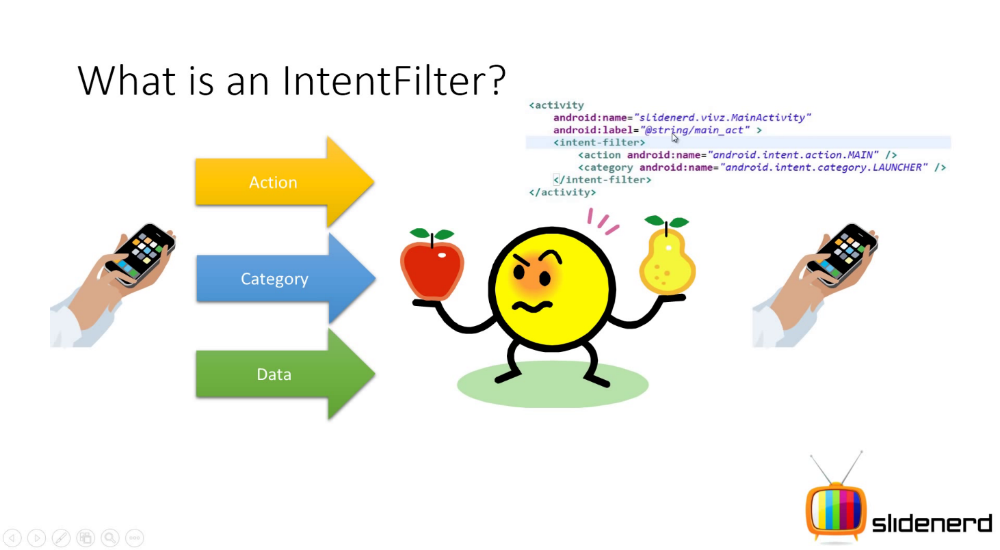 What is an IntentFilter?
<activity
android:name="slidenerd.vivz.MainActivity"
android:label="@string/main_act" >
<intent-filter>
<action android:name="android.intent.action.MAIN" />
<category android:name="android.intent.category.LAUNCHER" />
</intent-filter>
</activity>
Action
Category
Data
slidenerd